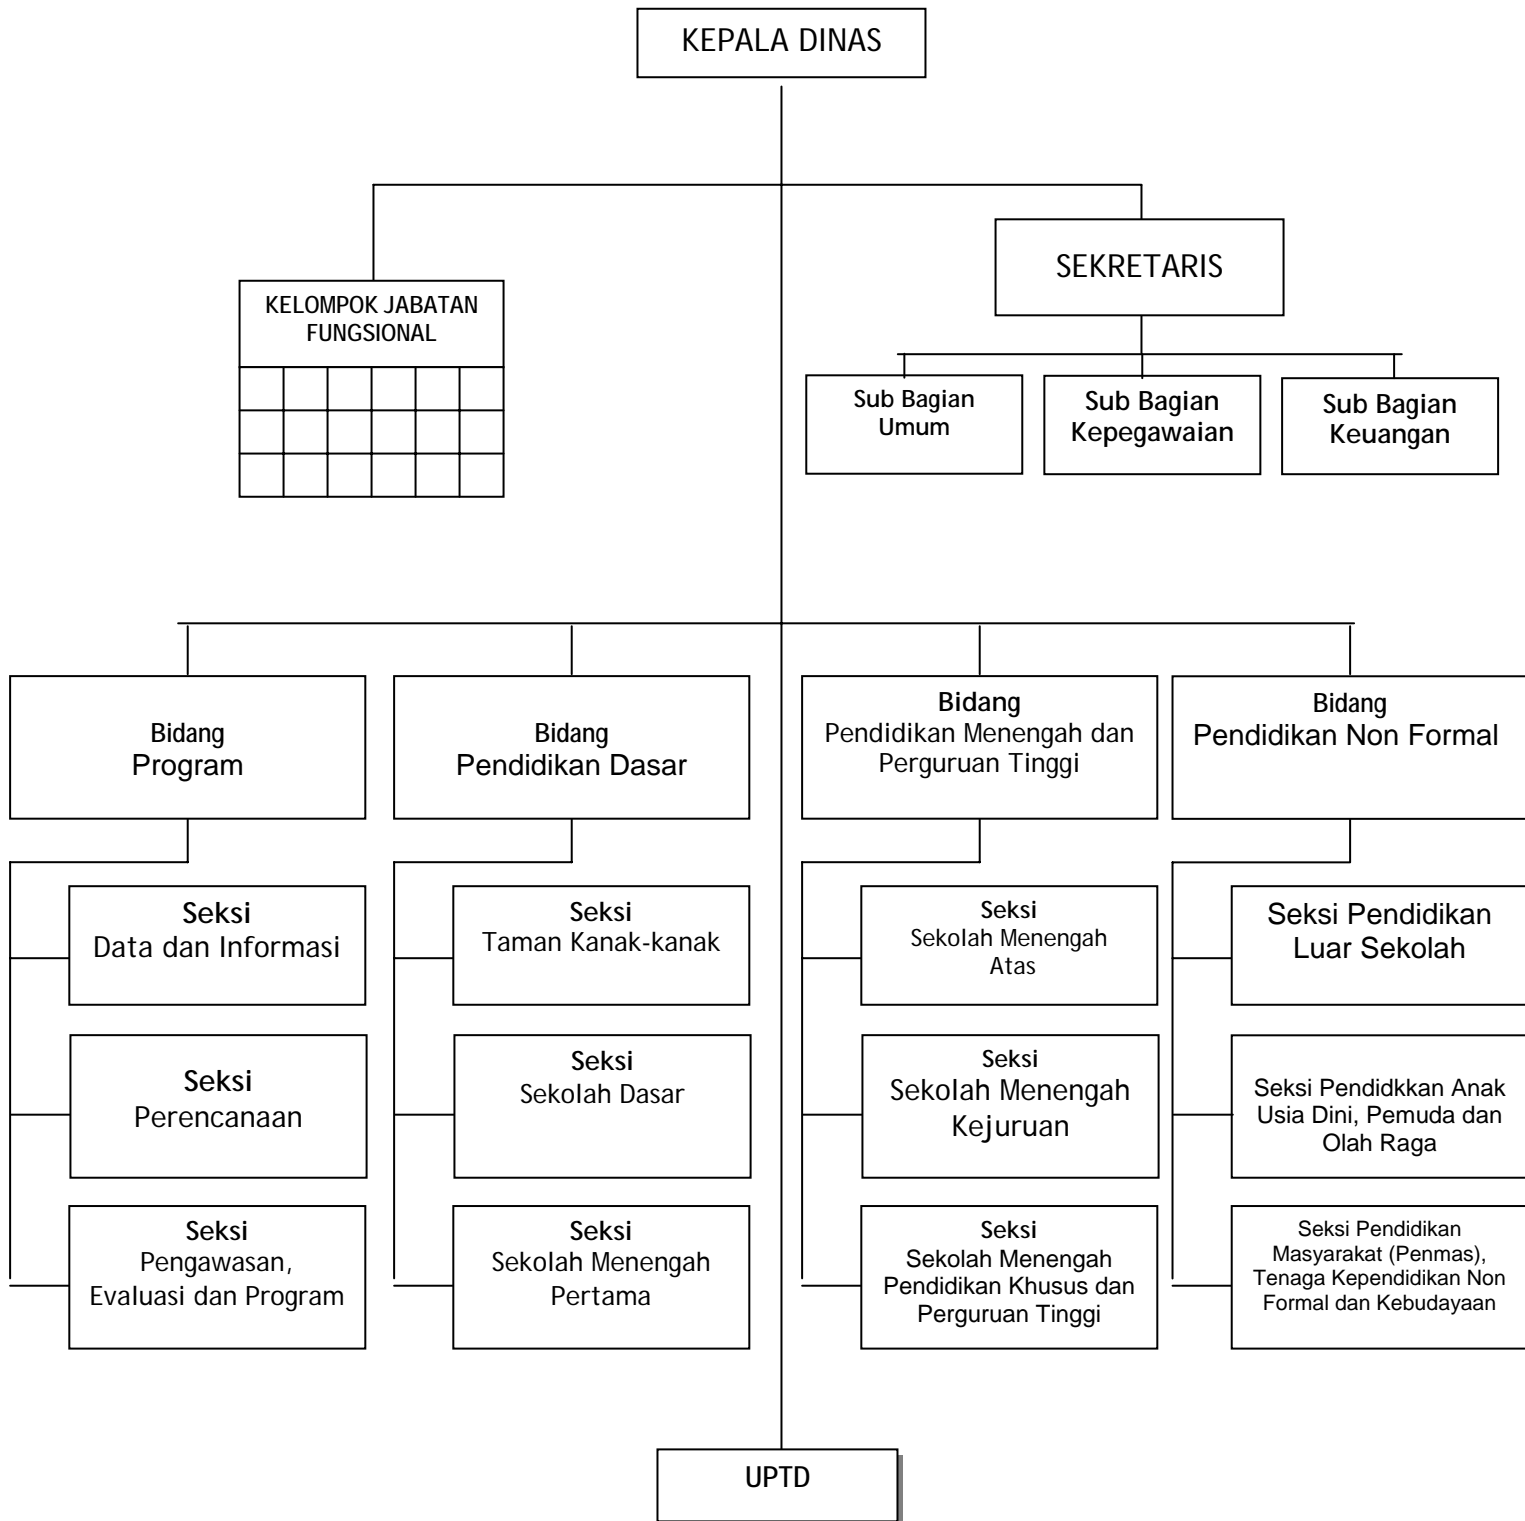 KEPALA DINAS
SEKRETARIS
KELOMPOK JABATAN
FUNGSIONAL
Sub Bagian
Umum
Sub Bagian
Kepegawaian
Sub Bagian
Keuangan
Bidang
Program
Bidang
Pendidikan Dasar
Bidang
Pendidikan Menengah dan
Perguruan Tinggi
Bidang
Pendidikan Non Formal
Seksi
Data dan Informasi
Seksi
Perencanaan
Seksi
Pengawasan,
Evaluasi dan Program
Seksi
Taman Kanak-kanak
Seksi
Sekolah Dasar
Seksi
Sekolah Menengah
Pertama
Seksi
Sekolah Menengah
Atas
Seksi
Sekolah Menengah
Kejuruan
Seksi
Sekolah Menengah
Pendidikan Khusus dan
Perguruan Tinggi
Seksi Pendidikan
Luar Sekolah
Seksi Pendidkkan Anak
Usia Dini, Pemuda dan
Olah Raga
Seksi Pendidikan
Masyarakat (Penmas),
Tenaga Kependidikan Non
Formal dan Kebudayaan
UPTD